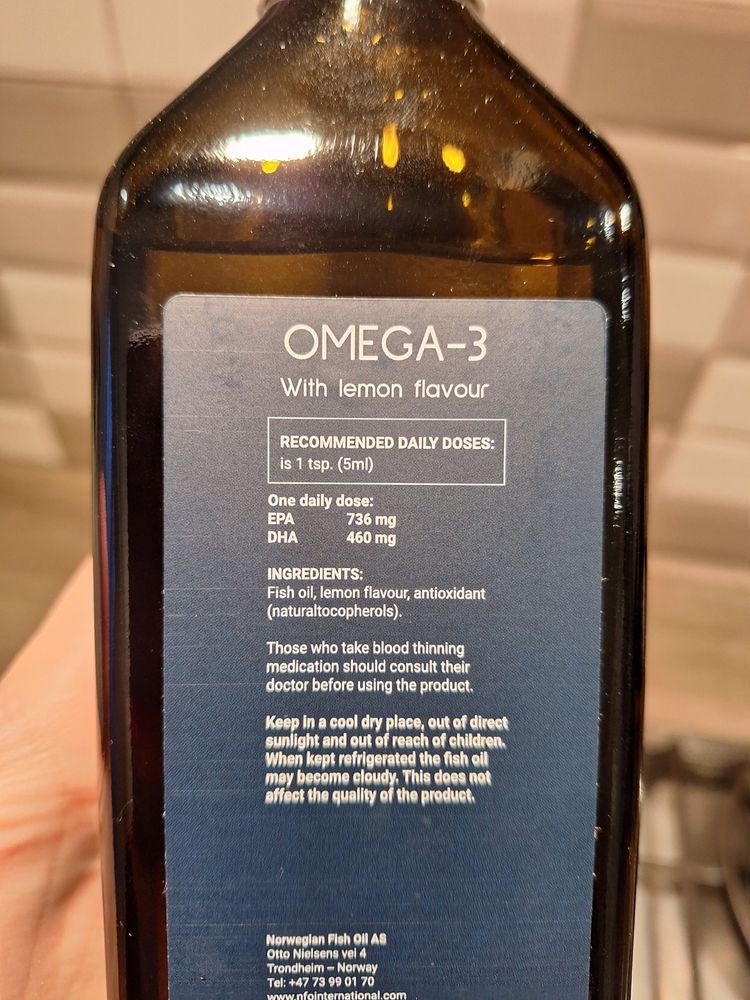 OMEGA-3
With lemon flavour
RECOMMENDED DAILY DOSES:
is 1 tsp. (5ml)
One daily dose:
EPA 736 mg
DHA 460 mg
INGREDIENTS:
Fish oil, lemon flavour, antioxidant
(naturaltocopherols).
Those who take blood thinning
medication should consult their
doctor before using the product.
Keep in a cool dry place, out of direct
sunlight and out of reach of children.
When kept refrigerated the fish oil
may become cloudy. This does not
affect the quality of the product.
Norwegian Fish Oil AS
Otto Nielsens vei 4
Trondheim – Norway
Tel: +47 73 99 01 70
www.nfointernational.com